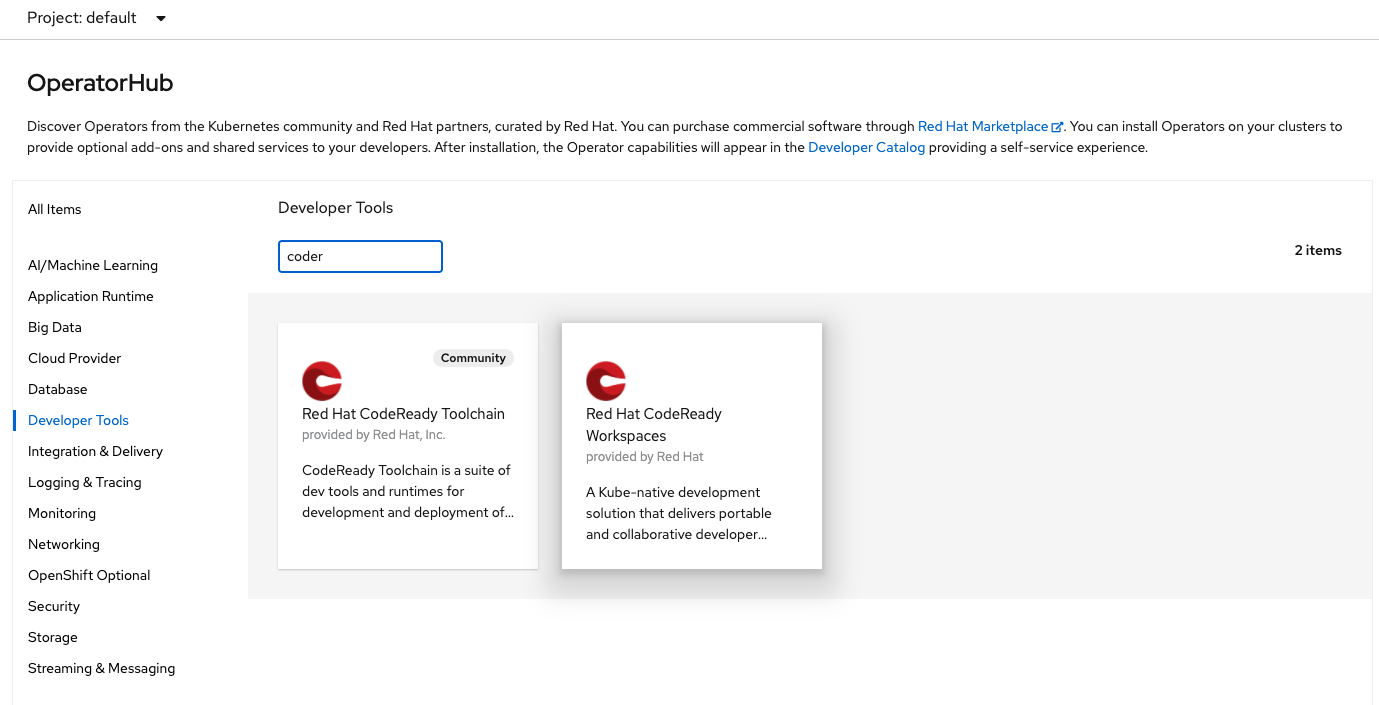 Project: default
OperatorHub
Discover Operators from the Kubernetes community and Red Hat partners, curated by Red Hat. You can purchase commercial software through Red Hat Marketplace. You can install Operators on your clusters to
provide optional add-ons and shared services to your developers. After installation, the Operator capabilities will appear in the Developer Catalog providing a self-service experience.
All Items
AI/Machine Learning
Application Runtime
Big Data
Cloud Provider
Database
Developer Tools
Integration & Delivery
Logging & Tracing
Monitoring
Networking
OpenShift Optional
Security
Storage
Streaming & Messaging
Developer Tools
coder
2 items
Community
Red Hat CodeReady Toolchain
provided by Red Hat, Inc.
CodeReady Toolchain is a suite of
dev tools and runtimes for
development and deployment of...
Red Hat CodeReady
Workspaces
provided by Red Hat
A Kube-native development
solution that delivers portable
and collaborative developer...